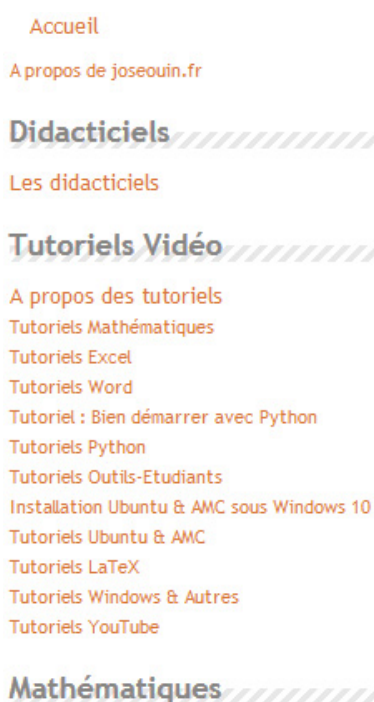 Accueil
A propos de joseouin.fr
Didacticiels
Les didacticiels
Tutoriels Vidéo
A propos des tutoriels
Tutoriels Mathématiques
Tutoriels Excel
Tutoriels Word
Tutoriel : Bien démarrer avec Python
Tutoriels Python
Tutoriels Outils-Etudiants
Installation Ubuntu & AMC sous Windows 10
Tutoriels Ubuntu & AMC
Tutoriels LaTeX
Tutoriels Windows & Autres
Tutoriels YouTube
Mathématiques